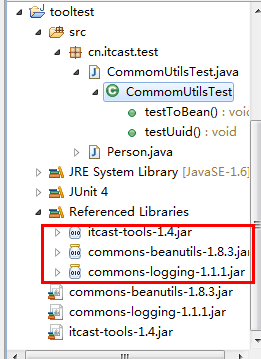 tooltest
src
cn.itcast.test
CommomUtilsTest.java
CommomUtilsTest
testToBean() : void
testUuid() : void
Person.java
JRE System Library [JavaSE-1.6]
JUnit 4
Referenced Libraries
itcast-tools-1.4.jar
commons-beanutils-1.8.3.jar
commons-logging-1.1.1.jar
commons-beanutils-1.8.3.jar
commons-logging-1.1.1.jar
itcast-tools-1.4.jar